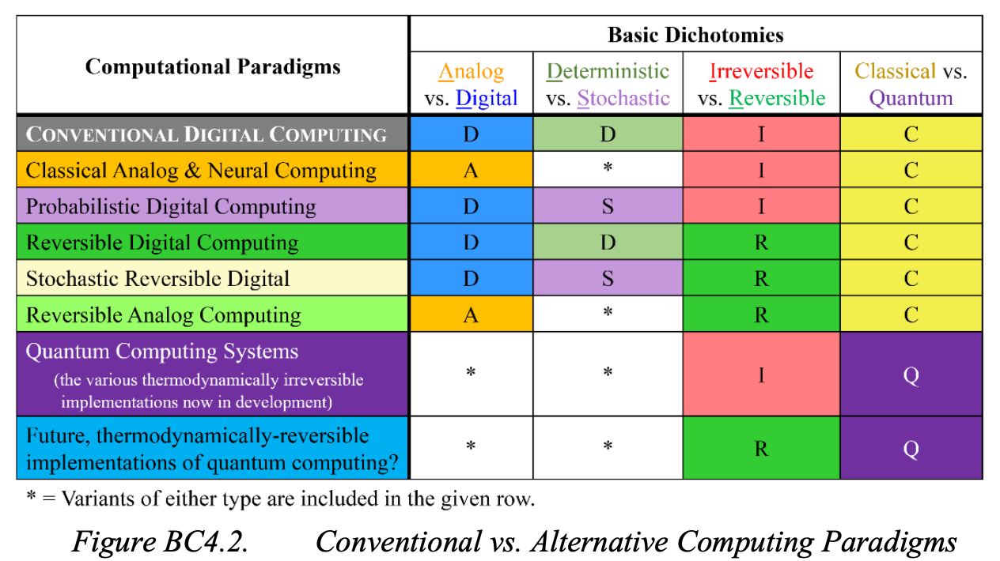 Computational Paradigms
Basic Dichotomies
Analog
vs. Digital
Deterministic
vs. Stochastic
Irreversible
vs. Reversible
Classical vs.
Quantum
CONVENTIONAL DIGITAL COMPUTING D D I C
Classical Analog & Neural Computing A * I C
Probabilistic Digital Computing D S I C
Reversible Digital Computing D D R C
Stochastic Reversible Digital D S R C
Reversible Analog Computing A * R C
Quantum Computing Systems
(the various thermodynamically irreversible
implementations now in development)
* * I Q
Future, thermodynamically-reversible
implementations of quantum computing?
* * R Q
* = Variants of either type are included in the given row.
Figure BC4.2. Conventional vs. Alternative Computing Paradigms